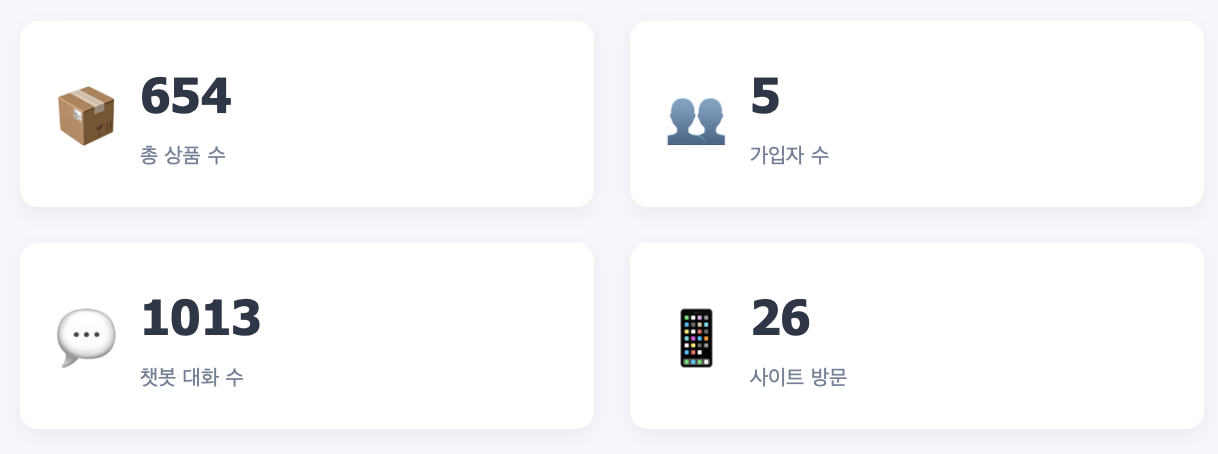 654
총 상품 수
5
가입자 수
1013
챗봇 대화 수
26
사이트 방문